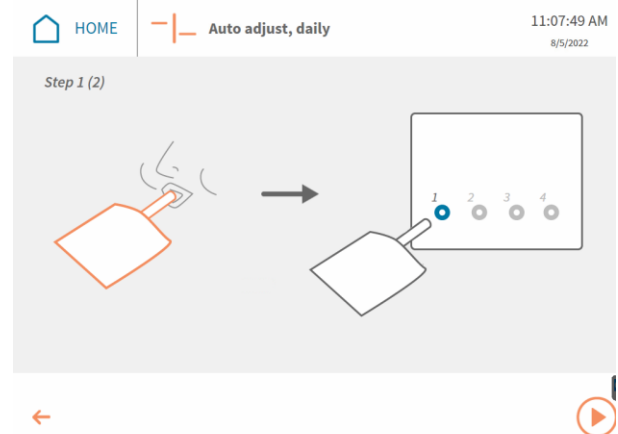 HOME
Auto adjust, daily
11:07:49 AM
8/5/2022
Step 1 (2)
1 2 3 4